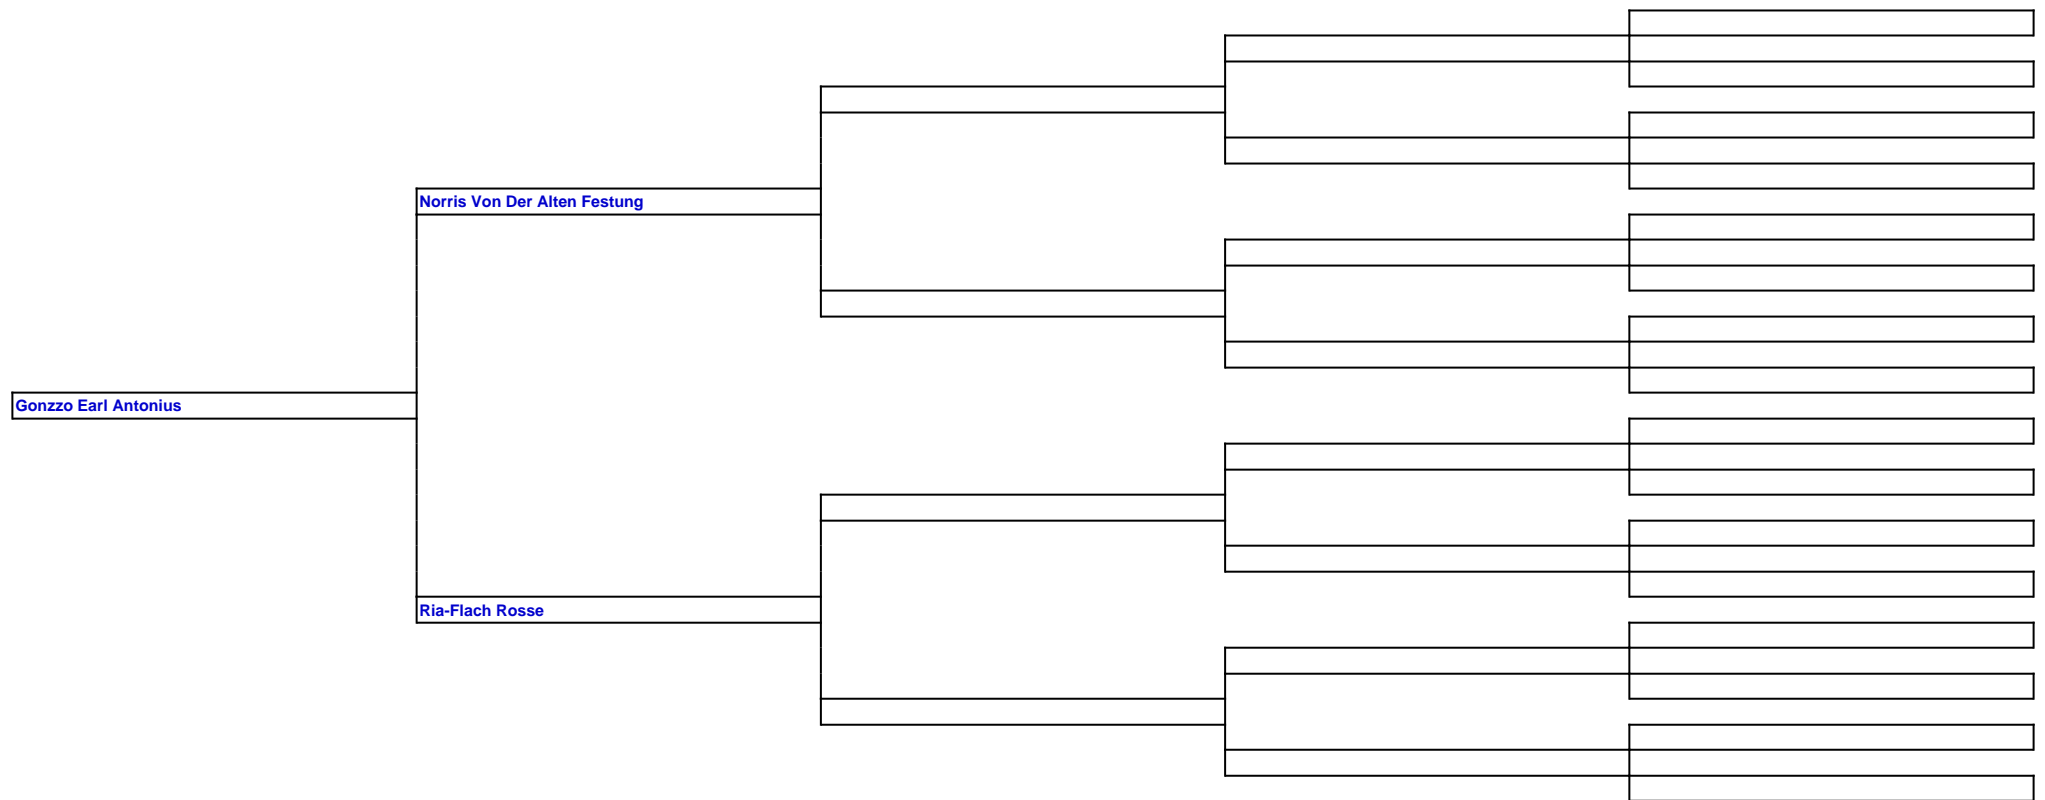 Norris Von Der Alten Festung
Gonzzo Earl Antonius
Ria-Flach Rosse